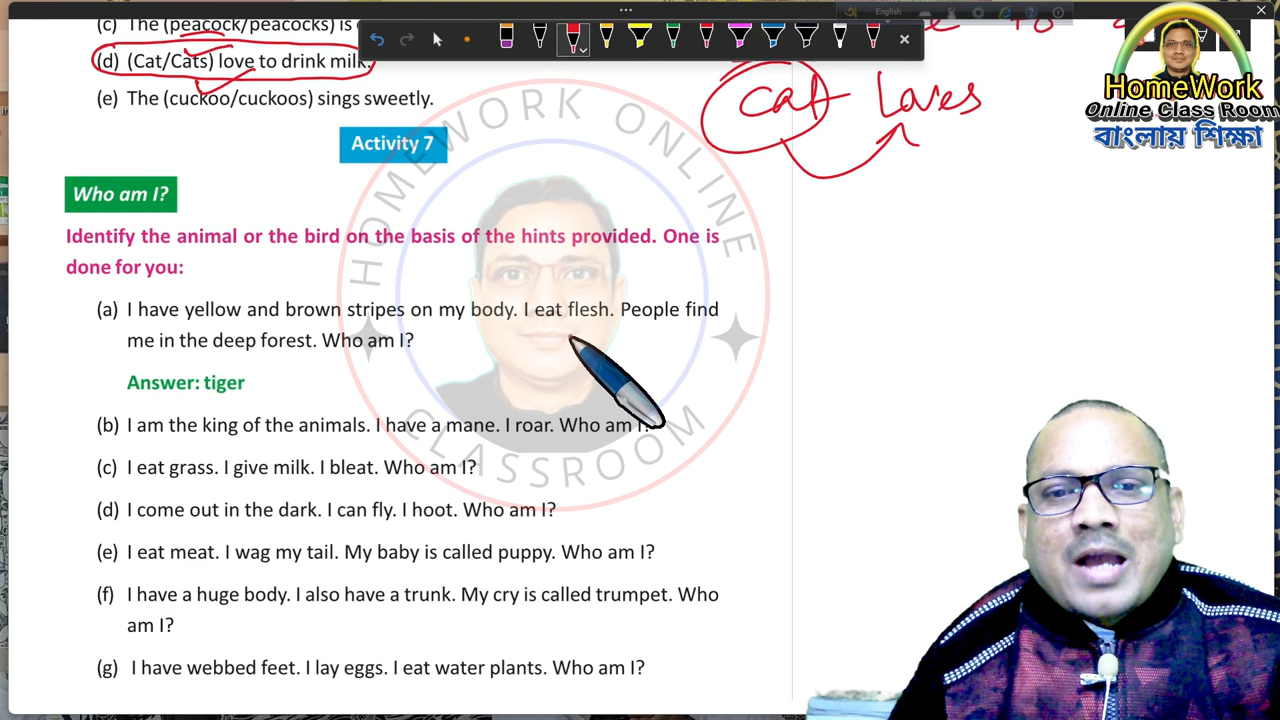 (c) The (peacock/peacocks) is
English
(d) (Cat/Cats) love to drink milk.
cat loves
(e) The (cuckoo/cuckoos) sings sweetly.
HomeWork
Online Class Room
বাংলায় শিক্ষা
Activity 7
Who am I?
Identify the animal or the bird on the basis of the hints provided. One is
done for you:
(a) I have yellow and brown stripes on my body. I eat flesh. People find
me in the deep forest. Who am I?
Answer: tiger
(b) I am the king of the animals. I have a mane. I roar. Who am I?
(c) I eat grass. I give milk. I bleat. Who am I?
(d) I come out in the dark. I can fly. I hoot. Who am I?
(e) I eat meat. I wag my tail. My baby is called puppy. Who am I?
(f) I have a huge body. I also have a trunk. My cry is called trumpet. Who
am I?
(g) I have webbed feet. I lay eggs. I eat water plants. Who am I?
HOMEWORK ONLINE
CLASSROOM